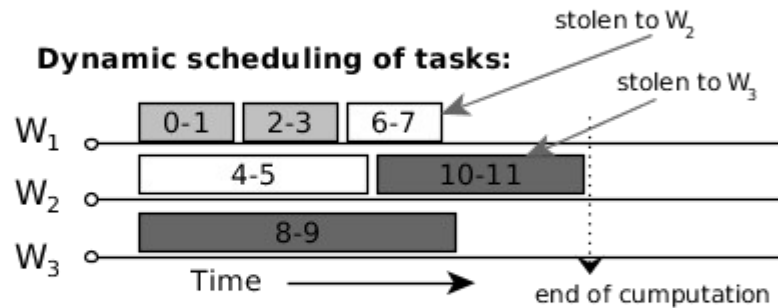 stolen to W2
Dynamic scheduling of tasks:
stolen to W3
W1 0-1 2-3 6-7
W2 4-5 10-11
W3 8-9
Time
end of cumputation